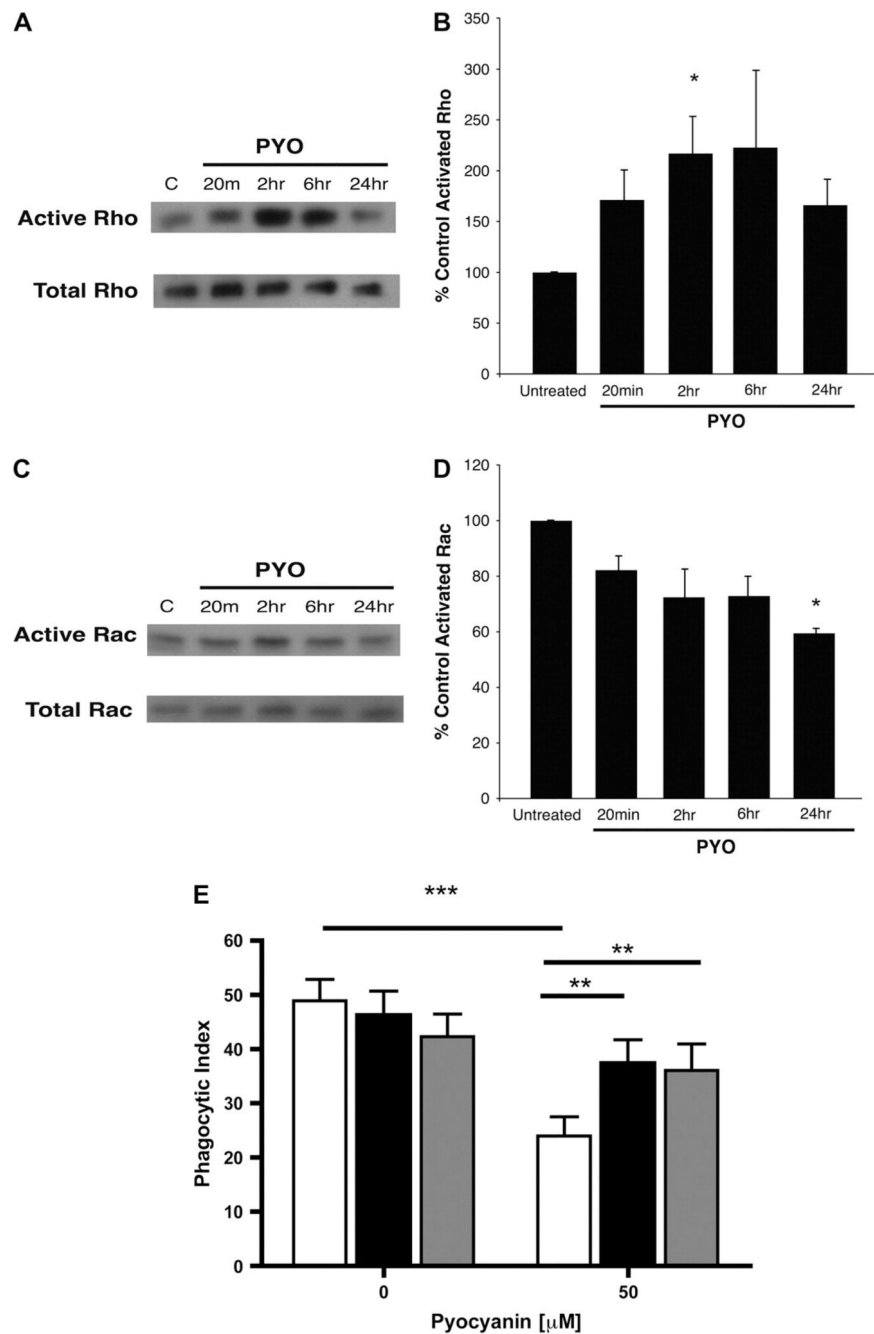 A
PYO
C 20m 2hr 6hr 24hr
Active Rho
Total Rho
B
% Control Activated Rho
350
300
250
200
150
100
50
0
*
Untreated 20min 2hr 6hr 24hr
PYO
C
PYO
C 20m 2hr 6hr 24hr
Active Rac
Total Rac
D
% Control Activated Rac
120
100
80
60
40
20
0
*
Untreated 20min 2hr 6hr 24hr
PYO
E
***
**
**
Phagocytic Index
60
50
40
30
20
10
0
0 50
Pyocyanin [μM]